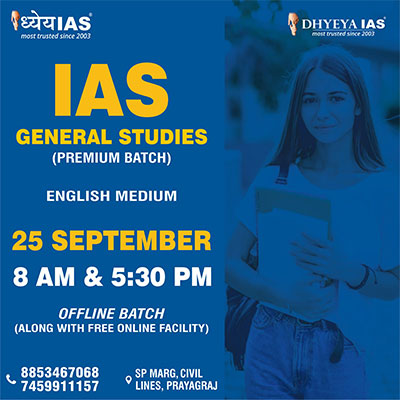 ध्येय IAS®
most trusted since 2003
DHYEYA IAS®
most trusted since 2003
IAS
GENERAL STUDIES
(PREMIUM BATCH)
ENGLISH MEDIUM
25 SEPTEMBER
8 AM & 5:30 PM
OFFLINE BATCH
(ALONG WITH FREE ONLINE FACILITY)
8853467068
7459911157
SP MARG, CIVIL
LINES, PRAYAGRAJ